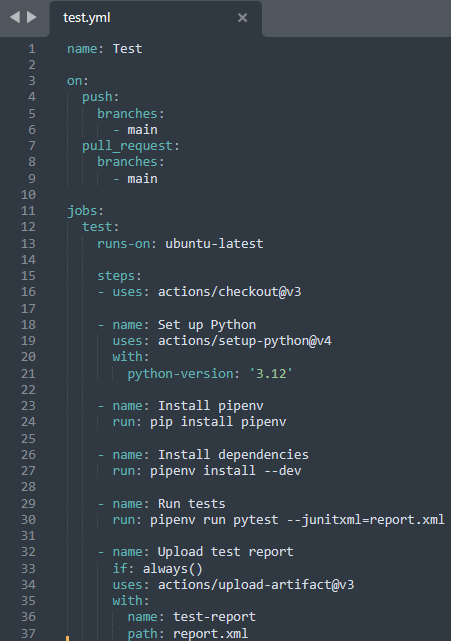 test.yml
1 name: Test
2
3 on:
4   push:
5     branches:
6       - main
7   pull_request:
8     branches:
9       - main
10
11 jobs:
12   test:
13     runs-on: ubuntu-latest
14
15     steps:
16     - uses: actions/checkout@v3
17
18     - name: Set up Python
19       uses: actions/setup-python@v4
20       with:
21         python-version: '3.12'
22
23     - name: Install pipenv
24       run: pip install pipenv
25
26     - name: Install dependencies
27       run: pipenv install --dev
28
29     - name: Run tests
30       run: pipenv run pytest --junitxml=report.xml
31
32     - name: Upload test report
33       if: always()
34       uses: actions/upload-artifact@v3
35       with:
36         name: test-report
37         path: report.xml